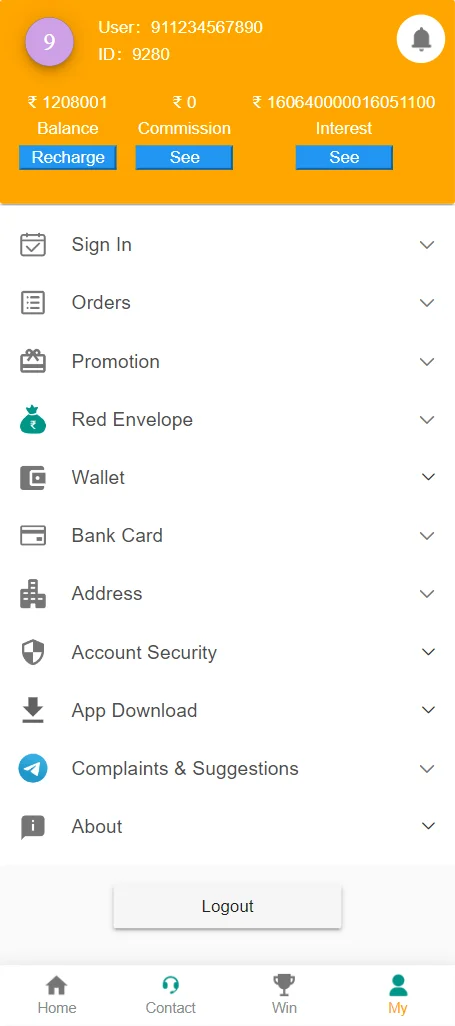 9
User: 911234567890
ID: 9280
₹ 1208001 ₹ 0 ₹ 160640000016051100
Balance Commission Interest
Recharge See See
Sign In
Orders
Promotion
₹ Red Envelope
Wallet
Bank Card
Address
Account Security
App Download
Complaints & Suggestions
About
Logout
Home Contact Win My